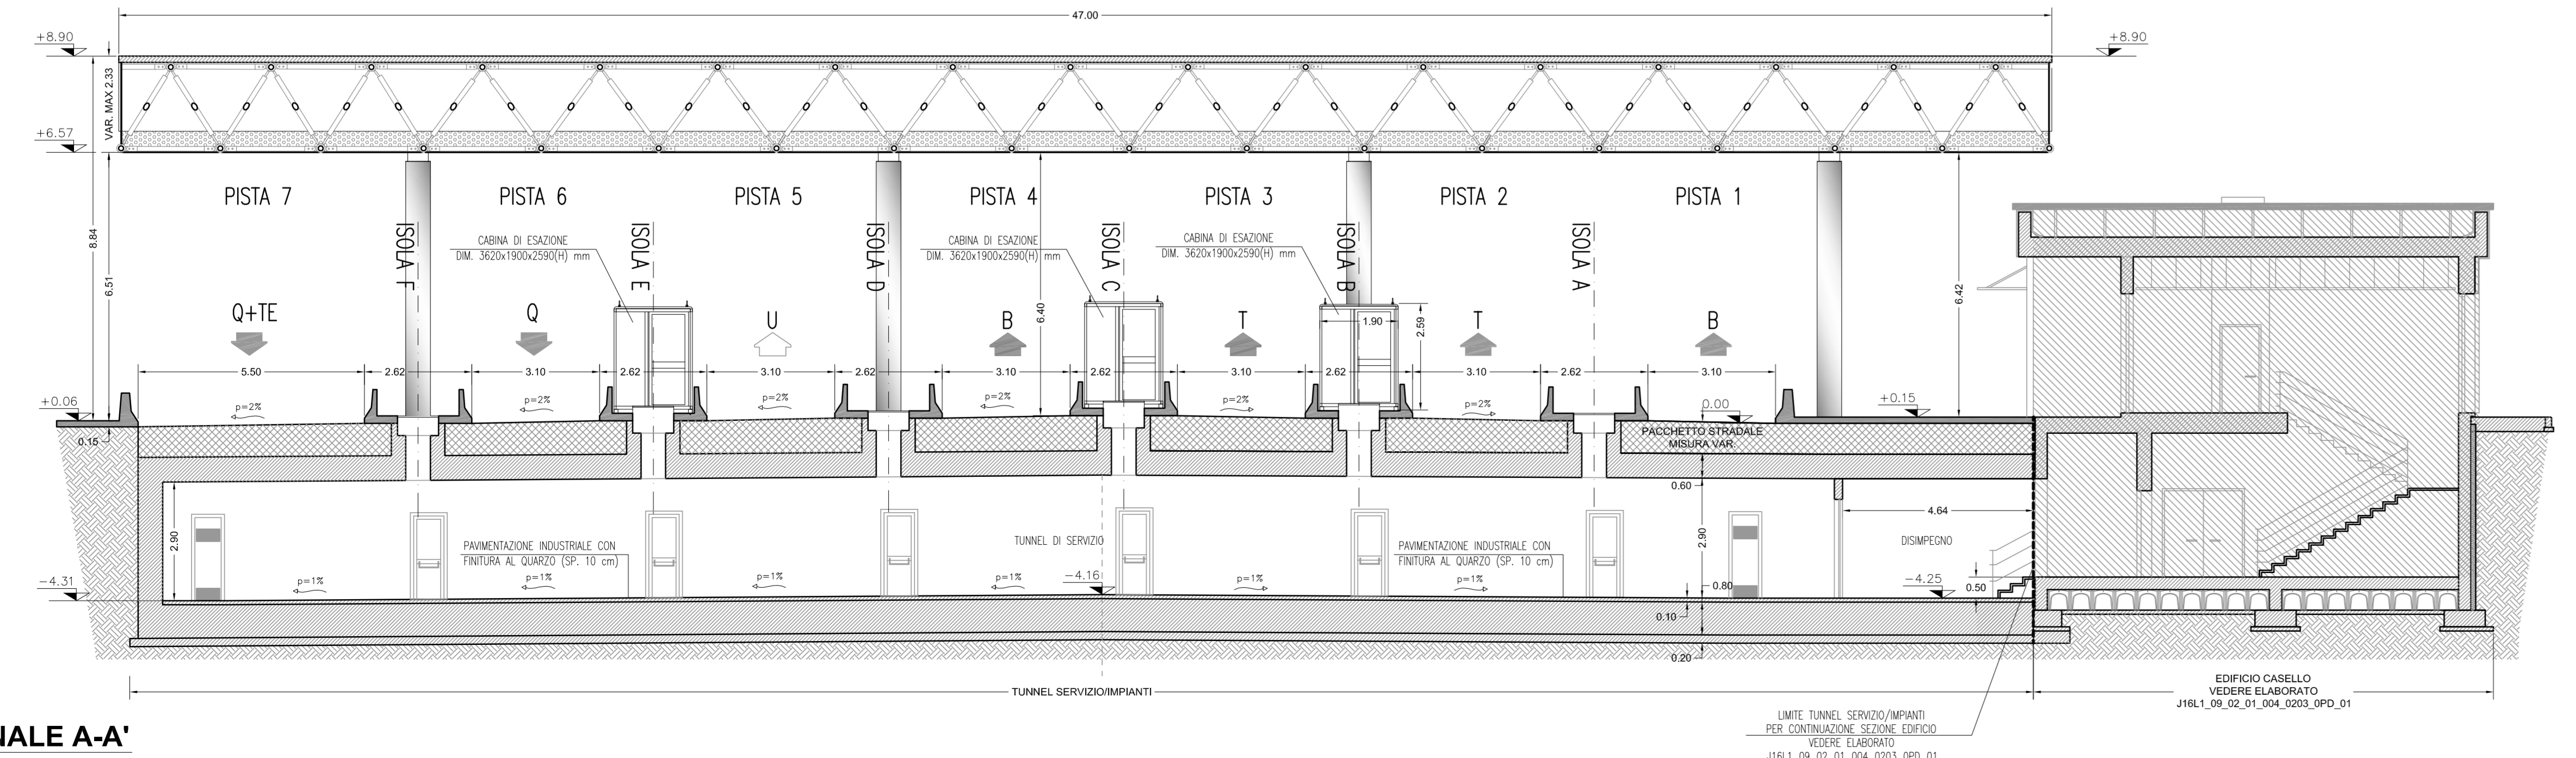 47.00
+8.90
+8.90
VAR. MAX 2.33
+6.57
8.84
6.51
PISTA 7
PISTA 6
PISTA 5
PISTA 4
PISTA 3
PISTA 2
PISTA 1
ISOLA F
ISOLA E
ISOLA D
ISOLA C
ISOLA B
ISOLA A
CABINA DI ESAZIONE
DIM. 3620x1900x2590(H) mm
CABINA DI ESAZIONE
DIM. 3620x1900x2590(H) mm
CABINA DI ESAZIONE
DIM. 3620x1900x2590(H) mm
6.40
6.42
Q+TE
Q
U
B
T
T
B
1.90
2.59
5.50
2.62
3.10
2.62
3.10
2.62
3.10
2.62
3.10
2.62
3.10
2.62
3.10
+0.06
p=2%
p=2%
p=2%
p=2%
p=2%
p=2%
0.00
+0.15
0.15
PACCHETTO STRADALE
MISURA VAR.
0.60
2.90
2.90
4.64
PAVIMENTAZIONE INDUSTRIALE CON
FINITURA AL QUARZO (SP. 10 cm)
TUNNEL DI SERVIZIO
PAVIMENTAZIONE INDUSTRIALE CON
FINITURA AL QUARZO (SP. 10 cm)
DISIMPEGNO
-4.31
p=1%
p=1%
p=1%
p=1%
-4.16
p=1%
p=1%
0.80
-4.25
0.50
0.10
0.20
TUNNEL SERVIZIO/IMPIANTI
EDIFICIO CASELLO
VEDERE ELABORATO
J16L1_09_02_01_004_0203_0PD_01
LIMITE TUNNEL SERVIZIO/IMPIANTI
PER CONTINUAZIONE SEZIONE EDIFICIO
VEDERE ELABORATO
J16L1_09_02_01_004_0203_0PD_01
NALE A-A'